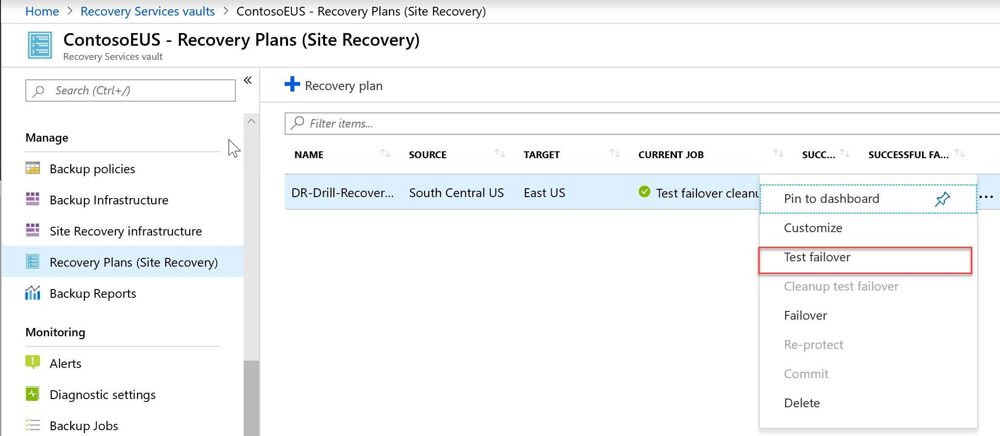 Home > Recovery Services vaults > ContosoEUS - Recovery Plans (Site Recovery)
ContosoEUS - Recovery Plans (Site Recovery)
Recovery Services vault
Search (Ctrl+/)
Manage
Backup policies
Backup Infrastructure
Site Recovery infrastructure
Recovery Plans (Site Recovery)
Backup Reports
Monitoring
Alerts
Diagnostic settings
Backup Jobs
Recovery plan
Filter items...
NAME SOURCE TARGET CURRENT JOB SUCC... SUCCESSFUL FA...
DR-Drill-Recover... South Central US East US Test failover cleanu
Pin to dashboard
Customize
Test failover
Cleanup test failover
Failover
Re-protect
Commit
Delete